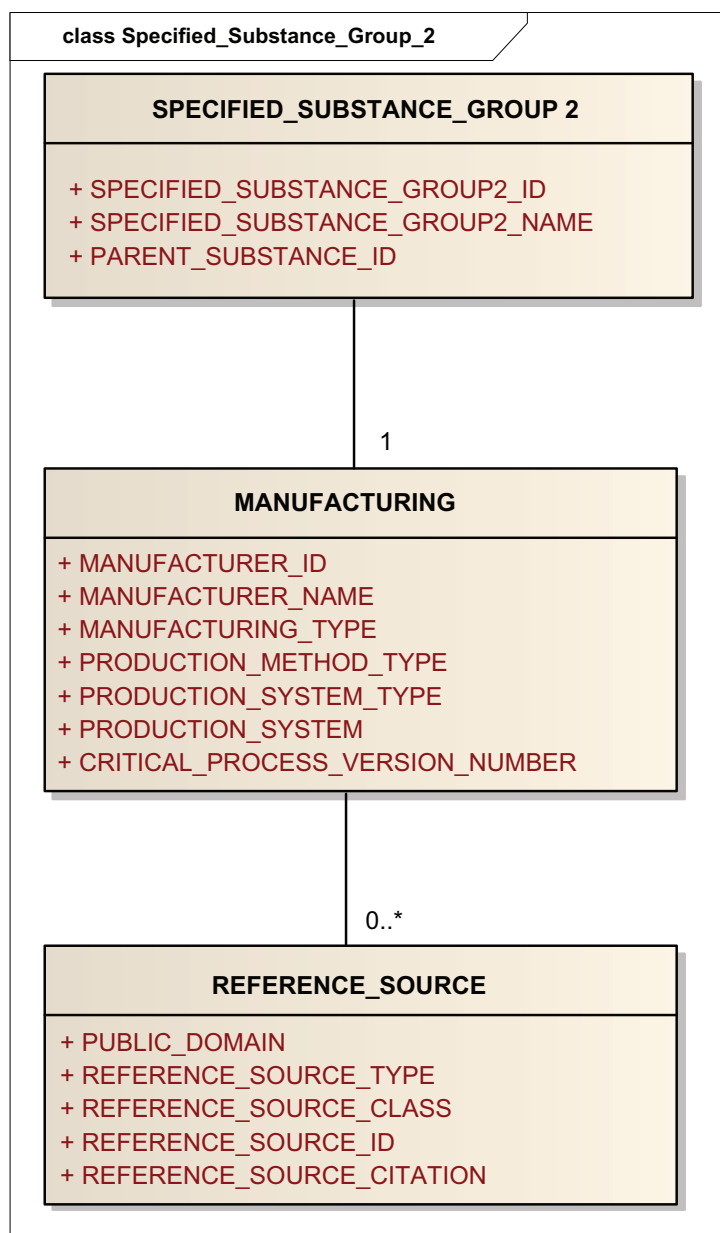 class Specified_Substance_Group_2
SPECIFIED_SUBSTANCE_GROUP 2
+ SPECIFIED_SUBSTANCE_GROUP2_ID
+ SPECIFIED_SUBSTANCE_GROUP2_NAME
+ PARENT_SUBSTANCE_ID
1
MANUFACTURING
+ MANUFACTURER_ID
+ MANUFACTURER_NAME
+ MANUFACTURING_TYPE
+ PRODUCTION_METHOD_TYPE
+ PRODUCTION_SYSTEM_TYPE
+ PRODUCTION_SYSTEM
+ CRITICAL_PROCESS_VERSION_NUMBER
0..*
REFERENCE_SOURCE
+ PUBLIC_DOMAIN
+ REFERENCE_SOURCE_TYPE
+ REFERENCE_SOURCE_CLASS
+ REFERENCE_SOURCE_ID
+ REFERENCE_SOURCE_CITATION